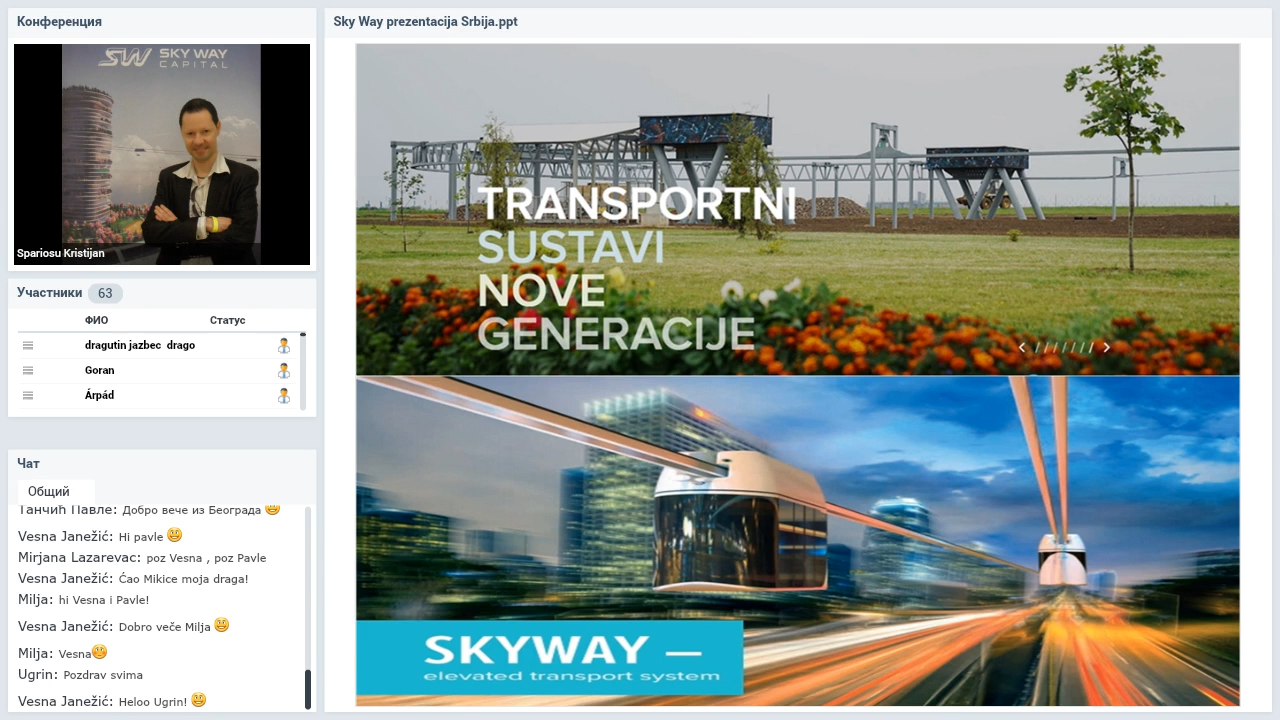 Конференция
SW SKY WAY
CAPITAL
Spariosu Kristijan
Участники 63
ФИО Статус
dragutin jazbec drago
Goran
Árpád
Чат
Общий
Танчић Павле: Добро вече из Београда
Vesna Janežić: Hi pavle
Mirjana Lazarevac: poz Vesna , poz Pavle
Vesna Janežić: Ćao Mikice moja draga!
Milja: hi Vesna i Pavle!
Vesna Janežić: Dobro veče Milja
Milja: Vesna
Ugrin: Pozdrav svima
Vesna Janežić: Heloo Ugrin!
Sky Way prezentacija Srbija.ppt
TRANSPORTNI
SUSTAVI
NOVE
GENERACIJE
SKYWAY —
elevated transport system